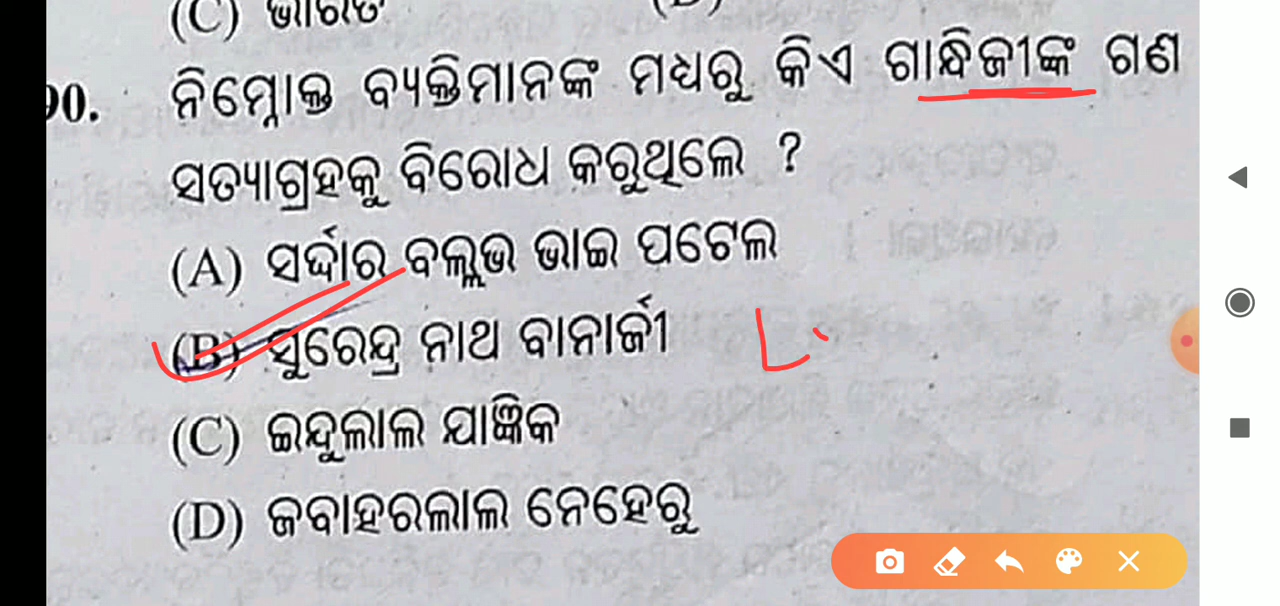 (C) ଭାରତ (D)
90. ନିମ୍ନୋକ୍ତ ବ୍ୟକ୍ତିମାନଙ୍କ ମଧ୍ୟରୁ କିଏ ଗାନ୍ଧିଜୀଙ୍କ ଗଣ
ସତ୍ୟାଗ୍ରହକୁ ବିରୋଧ କରୁଥିଲେ ?
(A) ସର୍ଦ୍ଦାର ବଲ୍ଲଭ ଭାଇ ପଟେଲ
(B) ସୁରେନ୍ଦ୍ର ନାଥ ବାନାର୍ଜୀ
(C) ଇନ୍ଦୁଲାଲ ଯାଜ୍ଞିକ
(D) ଜବାହରଲାଲ ନେହେରୁ